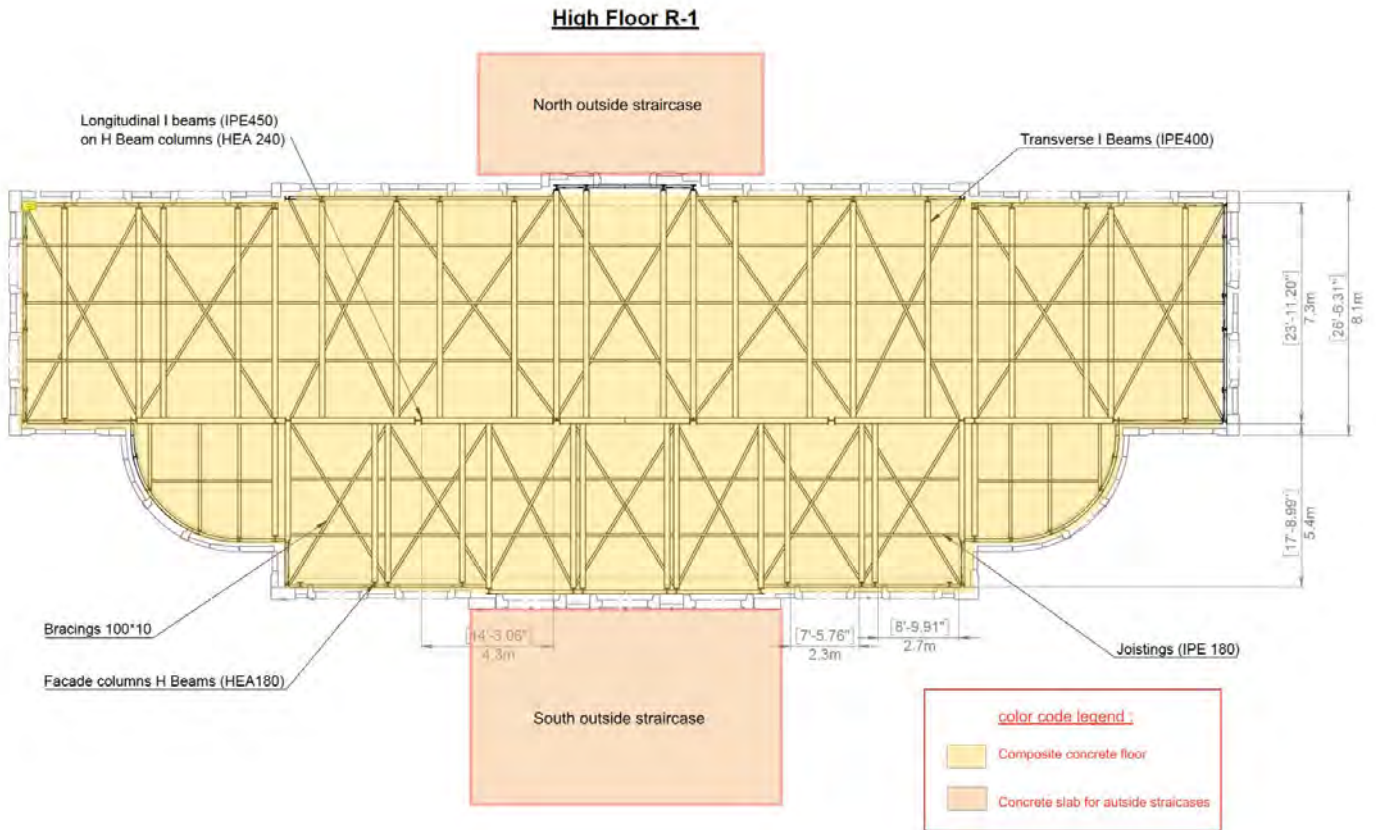 High Floor R-1
North outside straircase
Longitudinal I beams (IPE450)
on H Beam columns (HEA 240)
Transverse I Beams (IPE400)
[23'-11.20"]
7.3m
[26'-6.31"]
8.1m
[17'-8.99"]
5.4m
Bracings 100*10
[14'-3.06"]
4.3m
[7'-5.76"]
2.3m
[8'-9.91"]
2.7m
Joistings (IPE 180)
Facade columns H Beams (HEA180)
South outside straircase
color code legend :
Composite concrete floor
Concrete slab for autside straicases